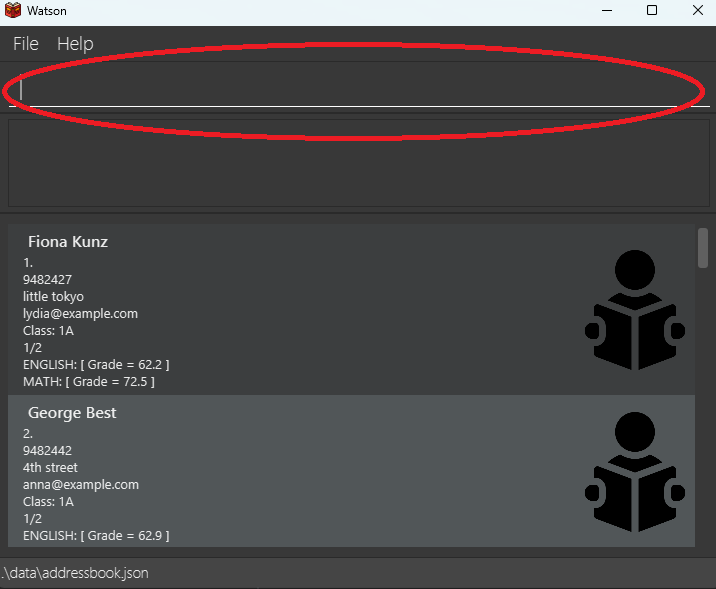 Watson
File Help
Fiona Kunz
1.
9482427
little tokyo
lydia@example.com
Class: 1A
1/2
ENGLISH: [ Grade = 62.2 ]
MATH: [ Grade = 72.5 ]
George Best
2.
9482442
4th street
anna@example.com
Class: 1A
1/2
ENGLISH: [ Grade = 62.9 ]
.\data\addressbook.json